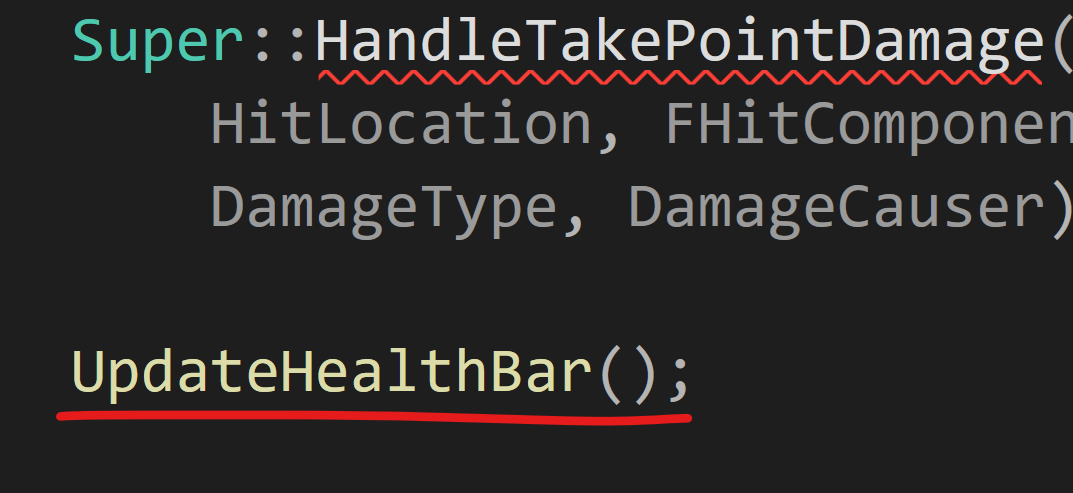 Super::HandleTakePointDamage(
HitLocation, FHitComponen
DamageType, DamageCauser)
UpdateHealthBar();